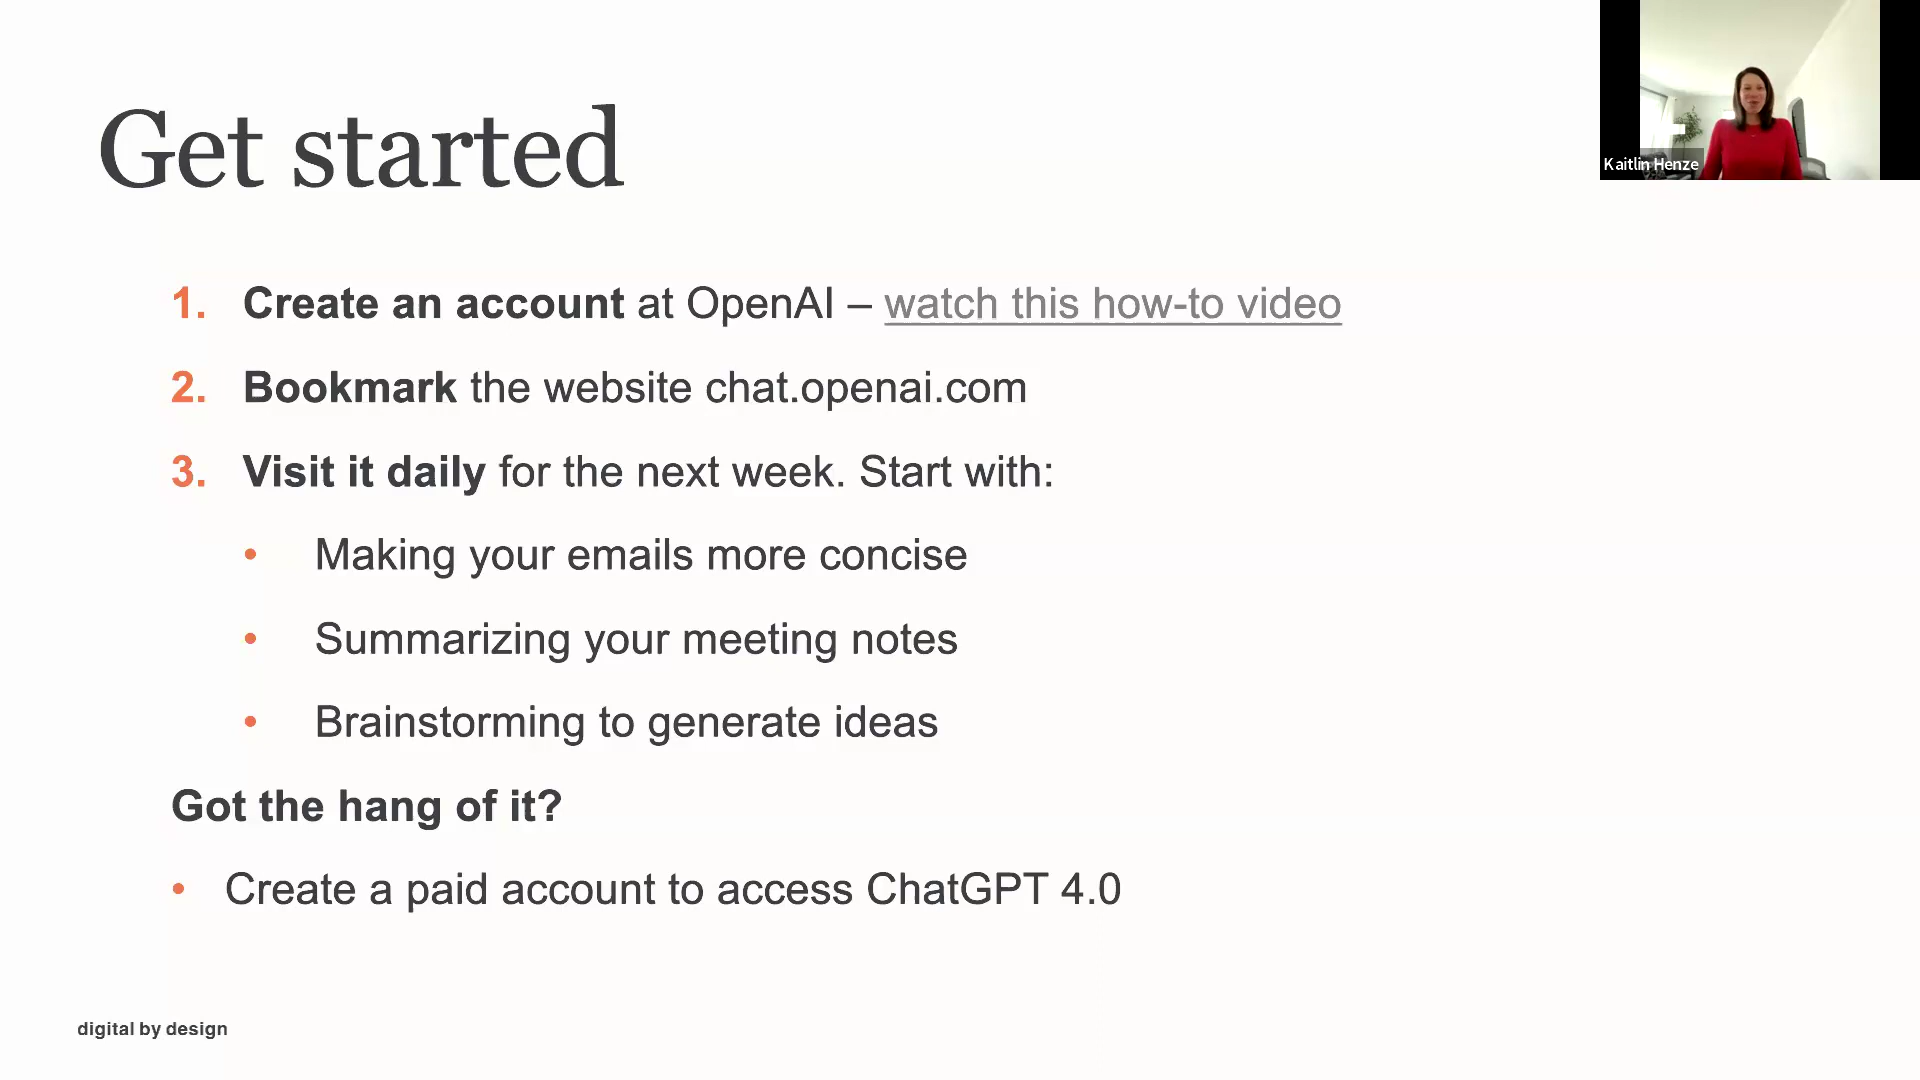 Get started
Kaitlin Henze
1. Create an account at OpenAI – watch this how-to video
2. Bookmark the website chat.openai.com
3. Visit it daily for the next week. Start with:
• Making your emails more concise
• Summarizing your meeting notes
• Brainstorming to generate ideas
Got the hang of it?
• Create a paid account to access ChatGPT 4.0
digital by design